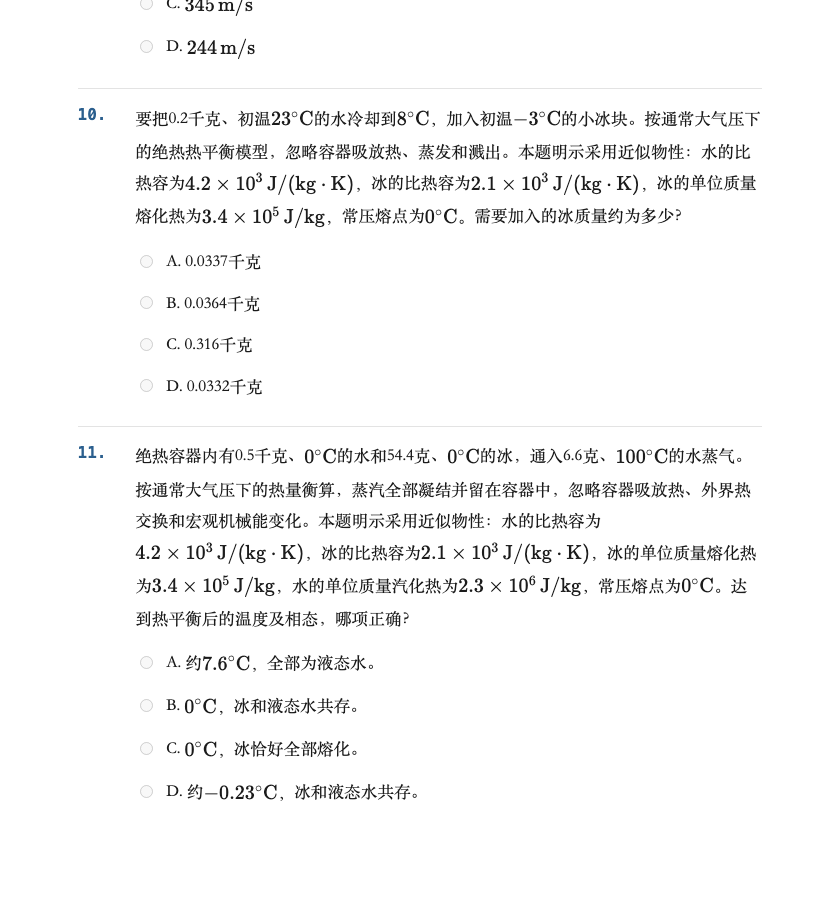 C. 345 m/s
D. 244 m/s
10. 要把0.2千克、初温23°C的水冷却到8°C，加入初温−3°C的小冰块。按通常大气压下
的绝热热平衡模型，忽略容器吸放热、蒸发和溅出。本题明示采用近似物性：水的比
热容为4.2 × 10³ J/(kg · K)，冰的比热容为2.1 × 10³ J/(kg · K)，冰的单位质量
熔化热为3.4 × 10⁵ J/kg，常压熔点为0°C。需要加入的冰质量约为多少?
A. 0.0337千克
B. 0.0364千克
C. 0.316千克
D. 0.0332千克
11. 绝热容器内有0.5千克、0°C的水和54.4克、0°C的冰，通入6.6克、100°C的水蒸气。
按通常大气压下的热量衡算，蒸汽全部凝结并留在容器中，忽略容器吸放热、外界热
交换和宏观机械能变化。本题明示采用近似物性：水的比热容为
4.2 × 10³ J/(kg · K)，冰的比热容为2.1 × 10³ J/(kg · K)，冰的单位质量熔化热
为3.4 × 10⁵ J/kg，水的单位质量汽化热为2.3 × 10⁶ J/kg，常压熔点为0°C。达
到热平衡后的温度及相态，哪项正确?
A. 约7.6°C，全部为液态水。
B. 0°C，冰和液态水共存。
C. 0°C，冰恰好全部熔化。
D. 约−0.23°C，冰和液态水共存。